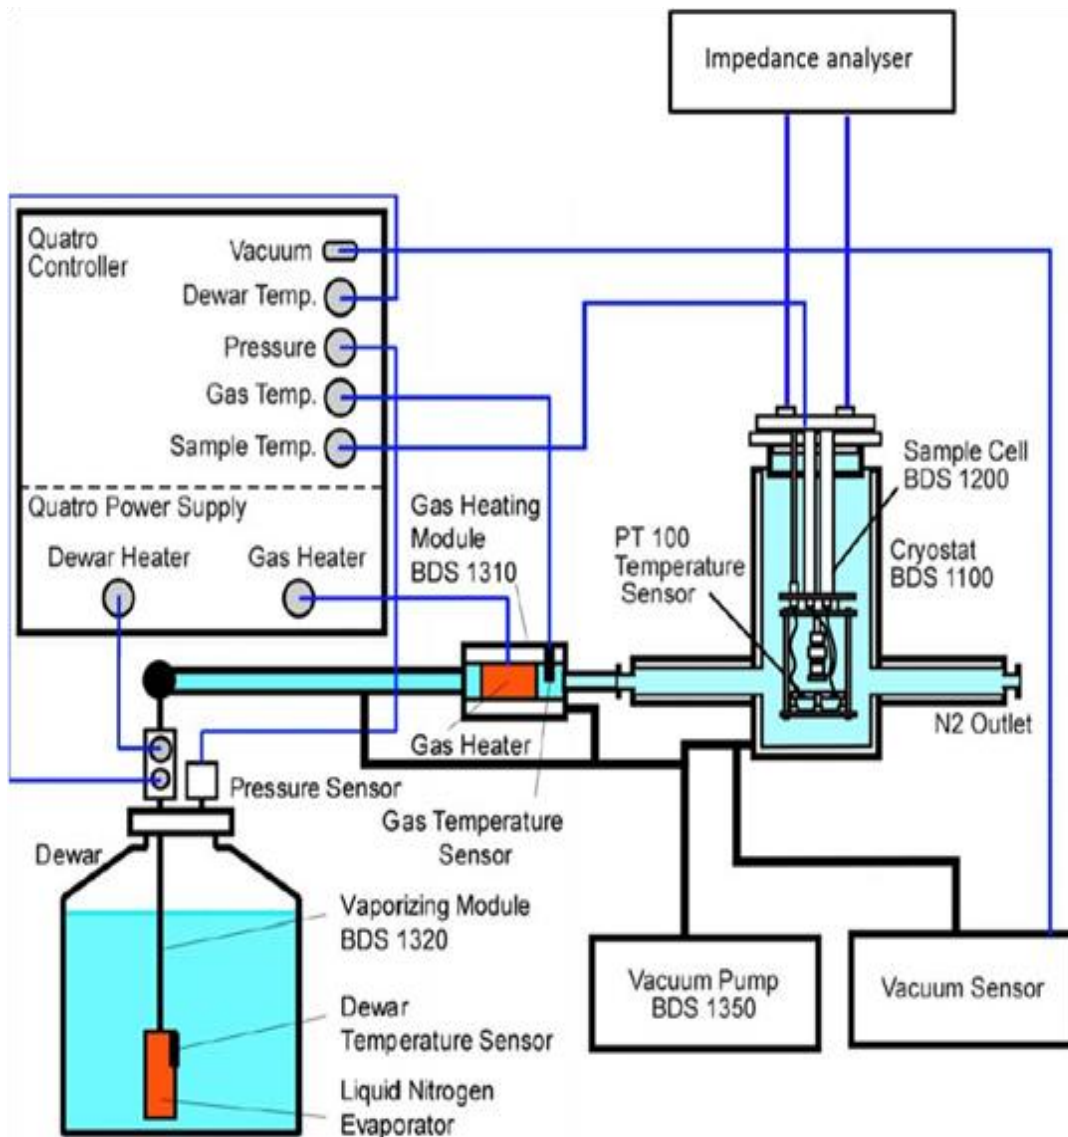 Impedance analyser
Quatro
Controller
Vacuum
Dewar Temp.
Pressure
Gas Temp.
Sample Temp.
Quatro Power Supply
Dewar Heater
Gas Heater
Gas Heating
Module
BDS 1310
PT 100
Temperature
Sensor
Sample Cell
BDS 1200
Cryostat
BDS 1100
N2 Outlet
Gas Heater
Pressure Sensor
Gas Temperature
Sensor
Dewar
Vaporizing Module
BDS 1320
Vacuum Pump
BDS 1350
Vacuum Sensor
Dewar
Temperature Sensor
Liquid Nitrogen
Evaporator